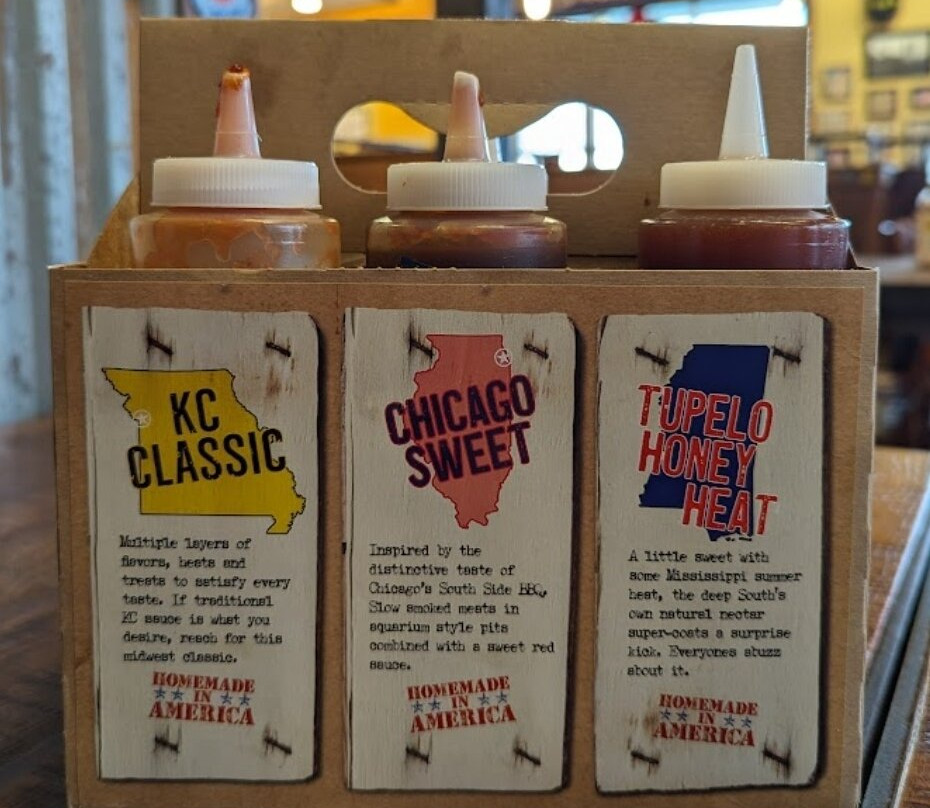 KC
CLASSIC
Multiple layers of
flavors, heats and
treats to satisfy every
taste. If traditional
KC sauce is what you
desire, reach for this
midwest classic.
HOMEMADE
IN
AMERICA
CHICAGO
SWEET
Inspired by the
distinctive taste of
Chicago's South Side BBQ,
Slow smoked meats in
aquarium style pits
combined with a sweet red
sauce.
HOMEMADE
IN
AMERICA
TUPELO
HONEY
HEAT
A little sweet with
some Mississippi summer
heat, the deep South's
own natural nectar
super-coats a surprise
kick. Everyones abuzz
about it.
HOMEMADE
IN
AMERICA